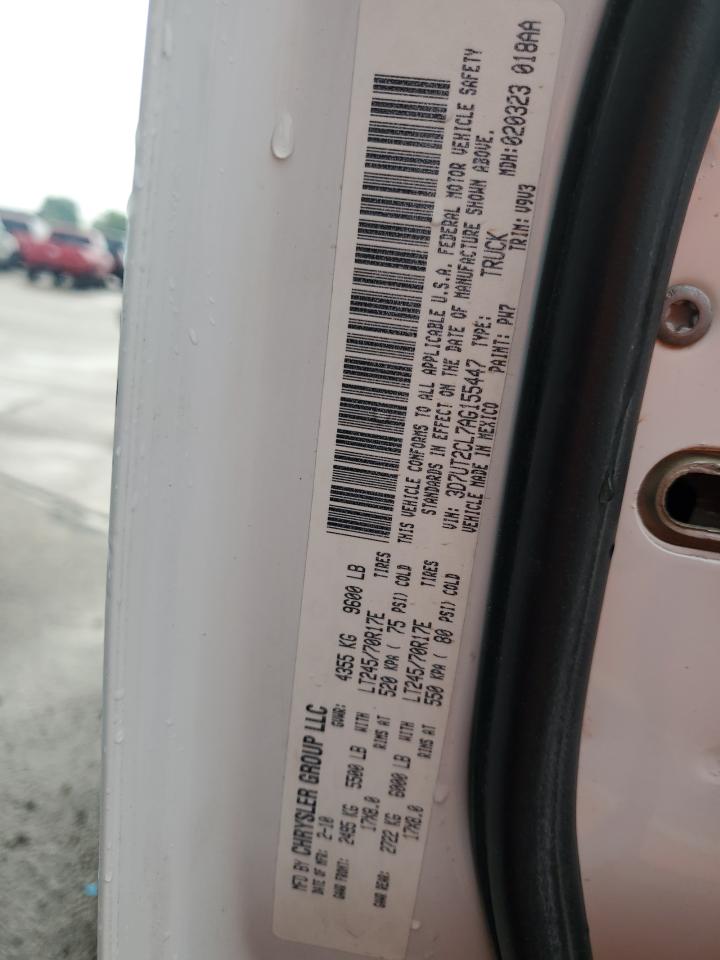 MFD BY CHRYSLER GROUP LLC
DATE OF MFR: 2-10 GVWR: 4355 KG 9600 LB
GAWR FRONT: 2495 KG 5500 LB WITH LT245/70R17E TIRES
17X8.0 RIMS AT 520 KPA ( 75 PSI) COLD
GAWR REAR: 2722 KG 6000 LB WITH LT245/70R17E TIRES
17X8.0 RIMS AT 550 KPA ( 80 PSI) COLD
THIS VEHICLE CONFORMS TO ALL APPLICABLE U.S.A. FEDERAL MOTOR VEHICLE SAFETY
STANDARDS IN EFFECT ON THE DATE OF MANUFACTURE SHOWN ABOVE.
VIN: 3D7UT2CL7AG155447 TYPE: TRUCK MDH:020323 018AA
VEHICLE MADE IN MEXICO PAINT: PW7 TRIM: V9V3